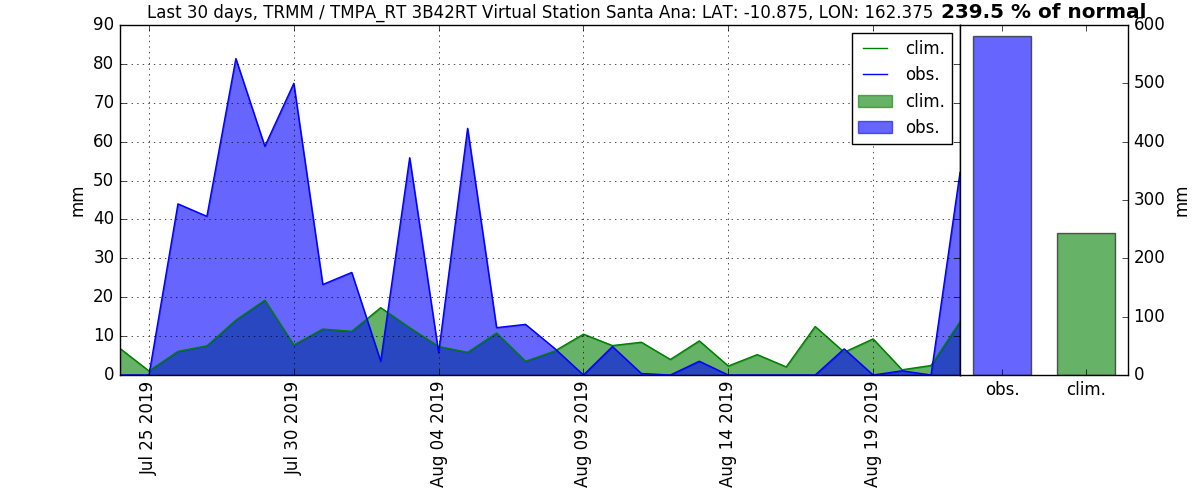 Last 30 days, TRMM / TMPA_RT 3B42RT Virtual Station Santa Ana: LAT: -10.875, LON: 162.375 239.5 % of normal
90
80
70
60
50
40
30
20
10
0
mm
clim.
obs.
clim.
obs.
600
500
400
300
200
100
0
mm
Jul 25 2019
Jul 30 2019
Aug 04 2019
Aug 09 2019
Aug 14 2019
Aug 19 2019
obs. clim.